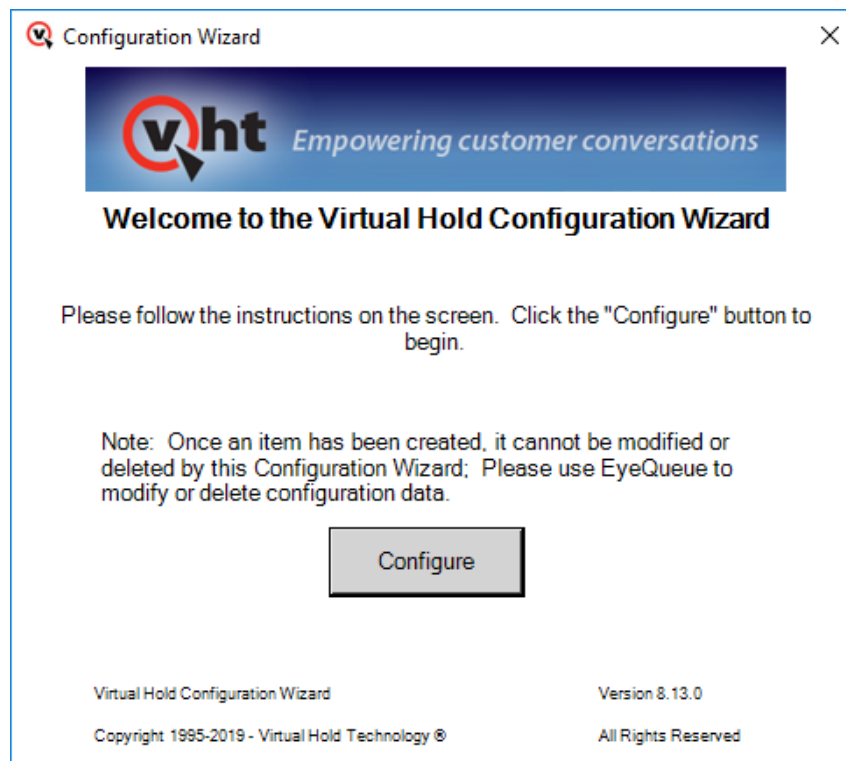 Configuration Wizard
vht Empowering customer conversations
Welcome to the Virtual Hold Configuration Wizard
Please follow the instructions on the screen.  Click the "Configure" button to
begin.
Note:  Once an item has been created, it cannot be modified or
deleted by this Configuration Wizard;  Please use EyeQueue to
modify or delete configuration data.
Configure
Virtual Hold Configuration Wizard Version 8.13.0
Copyright 1995-2019 - Virtual Hold Technology ® All Rights Reserved